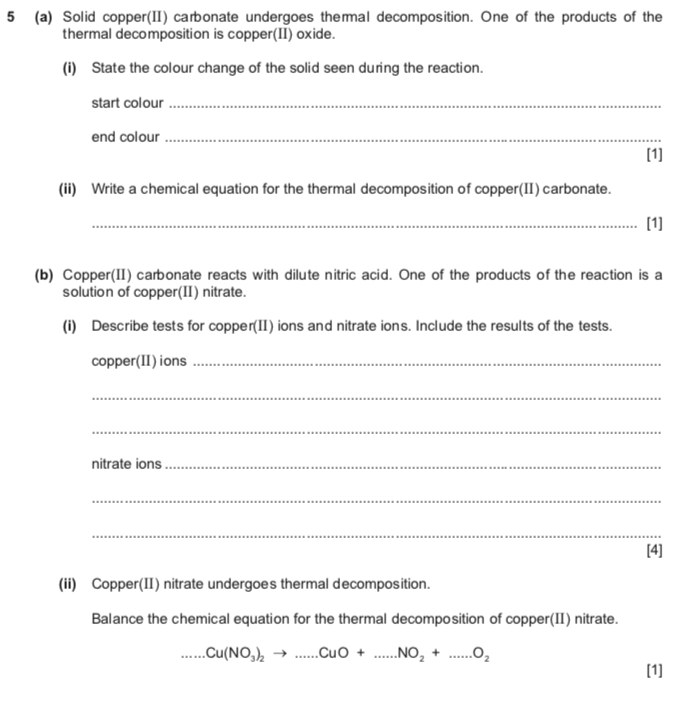 5 (a) Solid copper(II) carbonate undergoes thermal decomposition. One of the products of the
thermal decomposition is copper(II) oxide.
(i) State the colour change of the solid seen during the reaction.
start colour ................................................................
end colour ................................................................
[1]
(ii) Write a chemical equation for the thermal decomposition of copper(II) carbonate.
................................................................ [1]
(b) Copper(II) carbonate reacts with dilute nitric acid. One of the products of the reaction is a
solution of copper(II) nitrate.
(i) Describe tests for copper(II) ions and nitrate ions. Include the results of the tests.
copper(II) ions ................................................................
................................................................
................................................................
nitrate ions ................................................................
................................................................
................................................................
[4]
(ii) Copper(II) nitrate undergoes thermal decomposition.
Balance the chemical equation for the thermal decomposition of copper(II) nitrate.
......Cu(NO₃)₂ → ......CuO + ......NO₂ + ......O₂
[1]